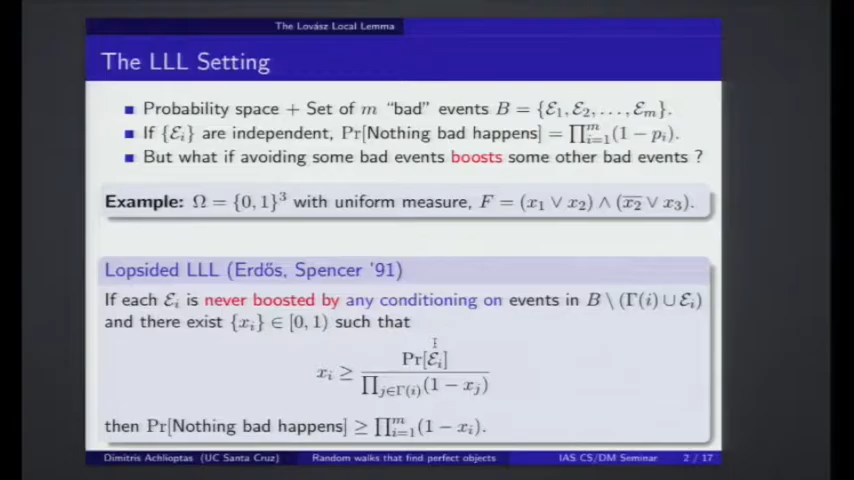 The Lovász Local Lemma
The LLL Setting
Probability space + Set of m “bad” events B = {ℰ₁, ℰ₂, . . . , ℰₘ}.
If {ℰᵢ} are independent, Pr[Nothing bad happens] = ∏ᵢ₌₁ᵐ(1 − pᵢ).
But what if avoiding some bad events boosts some other bad events ?
Example: Ω = {0, 1}³ with uniform measure, F = (x₁ ∨ x₂) ∧ (x̅₂ ∨ x₃).
Lopsided LLL (Erdős, Spencer '91)
If each ℰᵢ is never boosted by any conditioning on events in B \ (Γ(i) ∪ ℰᵢ)
and there exist {xᵢ} ∈ [0, 1) such that
xᵢ ≥ Pr[ℰᵢ] / ∏_{j∈Γ(i)}(1 − xⱼ)
then Pr[Nothing bad happens] ≥ ∏ᵢ₌₁ᵐ(1 − xᵢ).
Dimitris Achlioptas (UC Santa Cruz) Random walks that find perfect objects IAS CS/DM Seminar 2 / 17